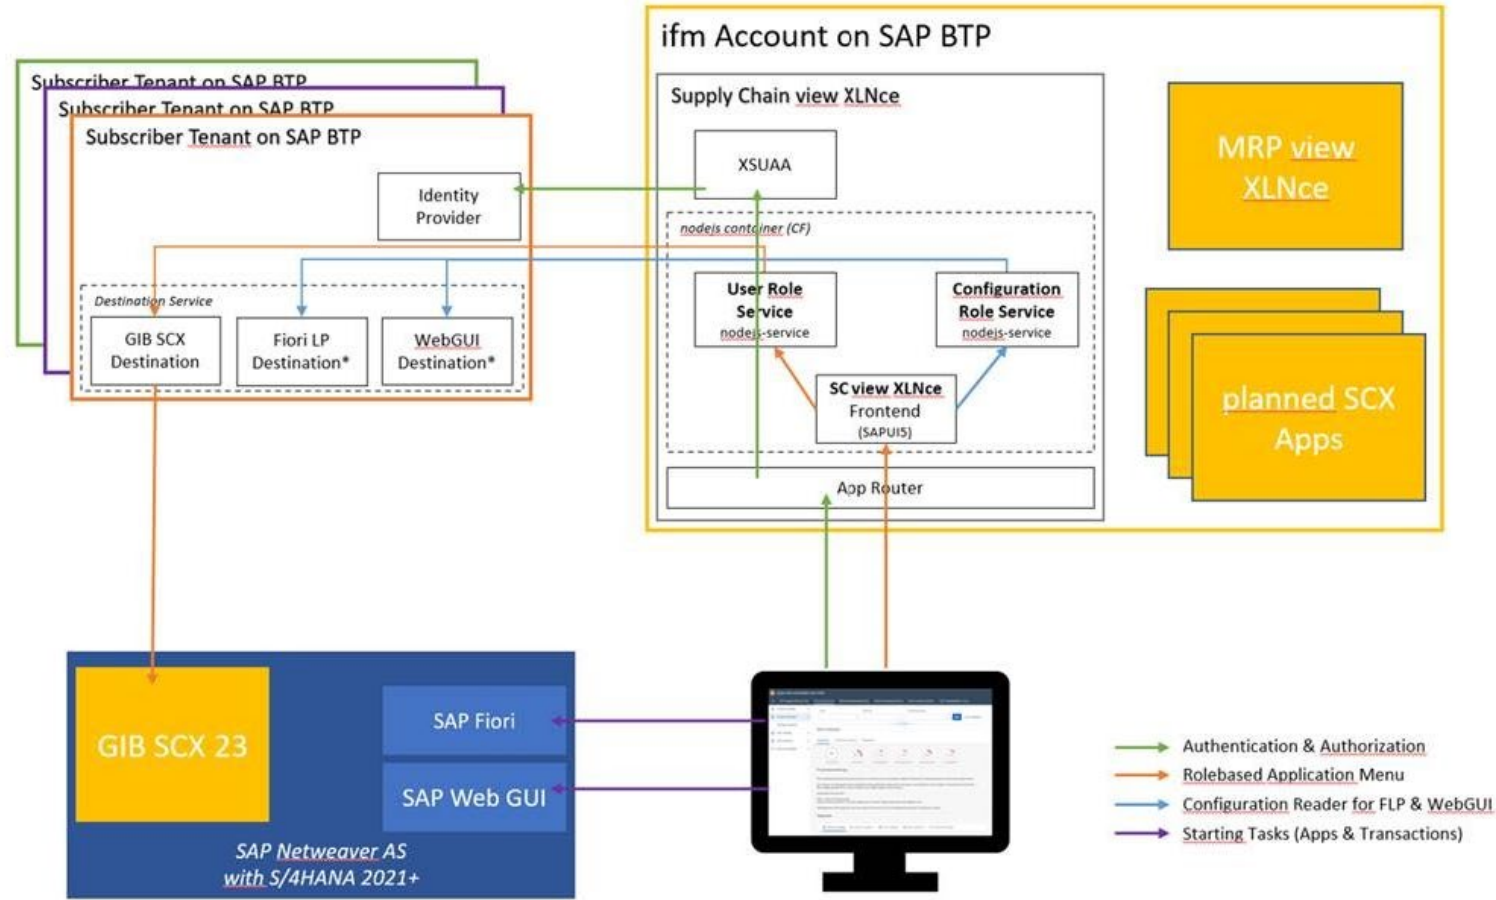 ifm Account on SAP BTP
Subscriber Tenant on SAP BTP
Subscriber Tenant on SAP BTP
Subscriber Tenant on SAP BTP
Identity
Provider
Destination Service
GIB SCX
Destination
Fiori LP
Destination*
WebGUI
Destination*
Supply Chain view XLNce
XSUAA
nodejs container (CF)
User Role
Service
nodejs-service
Configuration
Role Service
nodejs-service
SC view XLNce
Frontend
(SAPUI5)
App Router
MRP view
XLNce
planned SCX
Apps
GIB SCX 23
SAP Fiori
SAP Web GUI
SAP Netweaver AS
with S/4HANA 2021+
Authentication & Authorization
Rolebased Application Menu
Configuration Reader for FLP & WebGUI
Starting Tasks (Apps & Transactions)